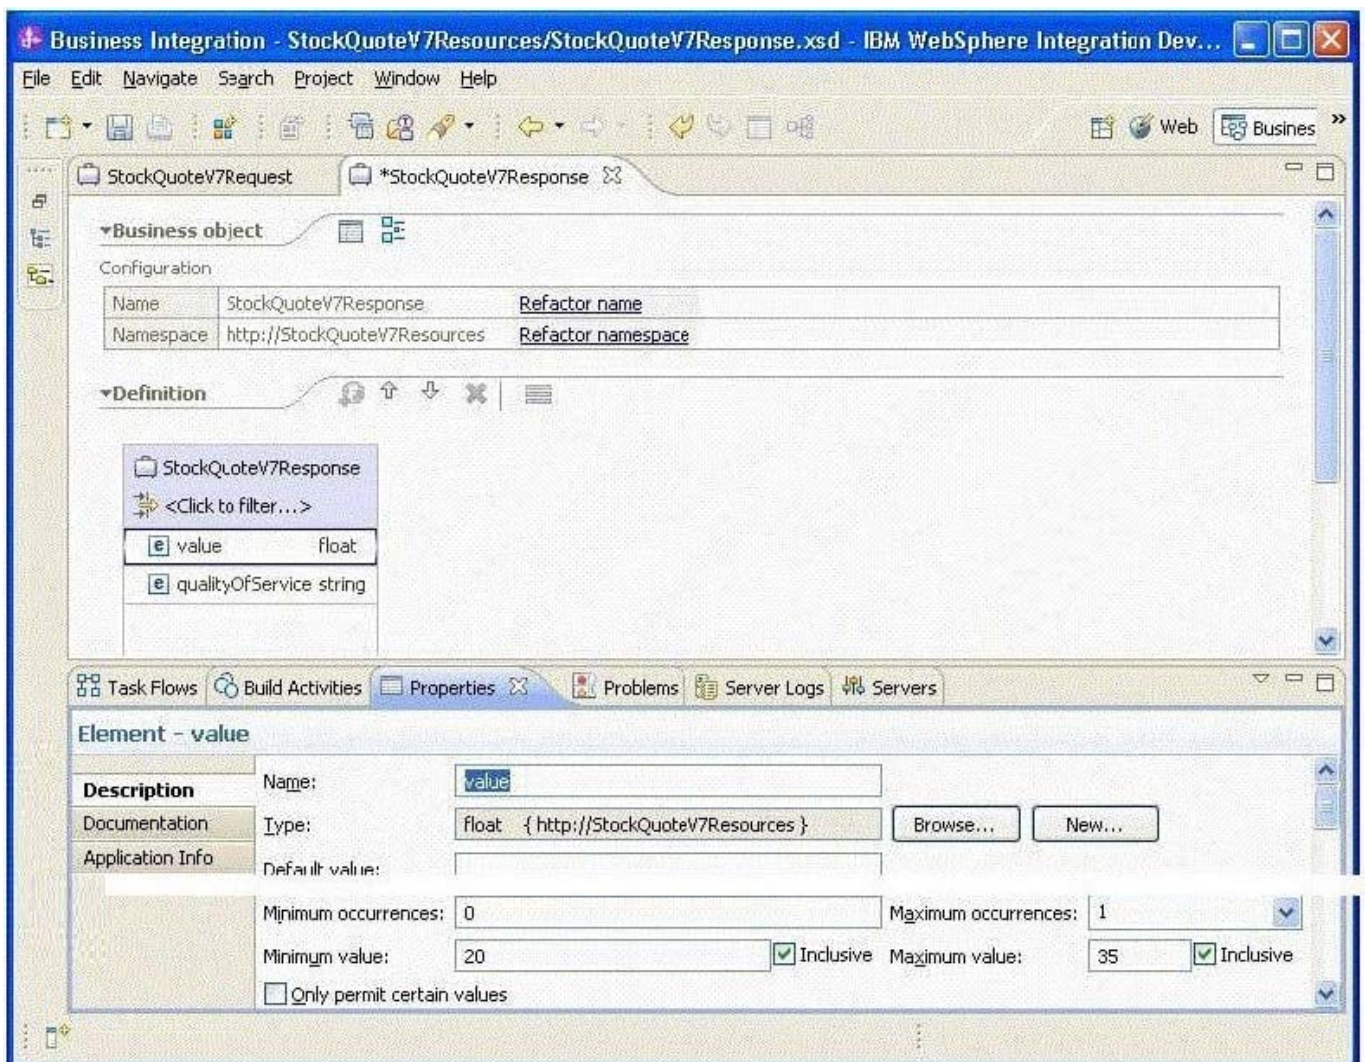 Business Integration - StockQuoteV7Resources/StockQuoteV7Response.xsd - IBM WebSphere Integration Dev...
File Edit Navigate Search Project Window Help
Web Busines »
StockQuoteV7Request *StockQuoteV7Response
Business object
Configuration
Name StockQuoteV7Response Refactor name
Namespace http://StockQuoteV7Resources Refactor namespace
Definition
StockQuoteV7Response
<Click to filter...>
e value float
e qualityOfService string
Task Flows Build Activities Properties Problems Server Logs Servers
Element - value
Description Name: value
Documentation Type: float { http://StockQuoteV7Resources } Browse... New...
Application Info Default value:
Minimum occurrences: 0 Maximum occurrences: 1
Minimum value: 20 Inclusive Maximum value: 35 Inclusive
Only permit certain values